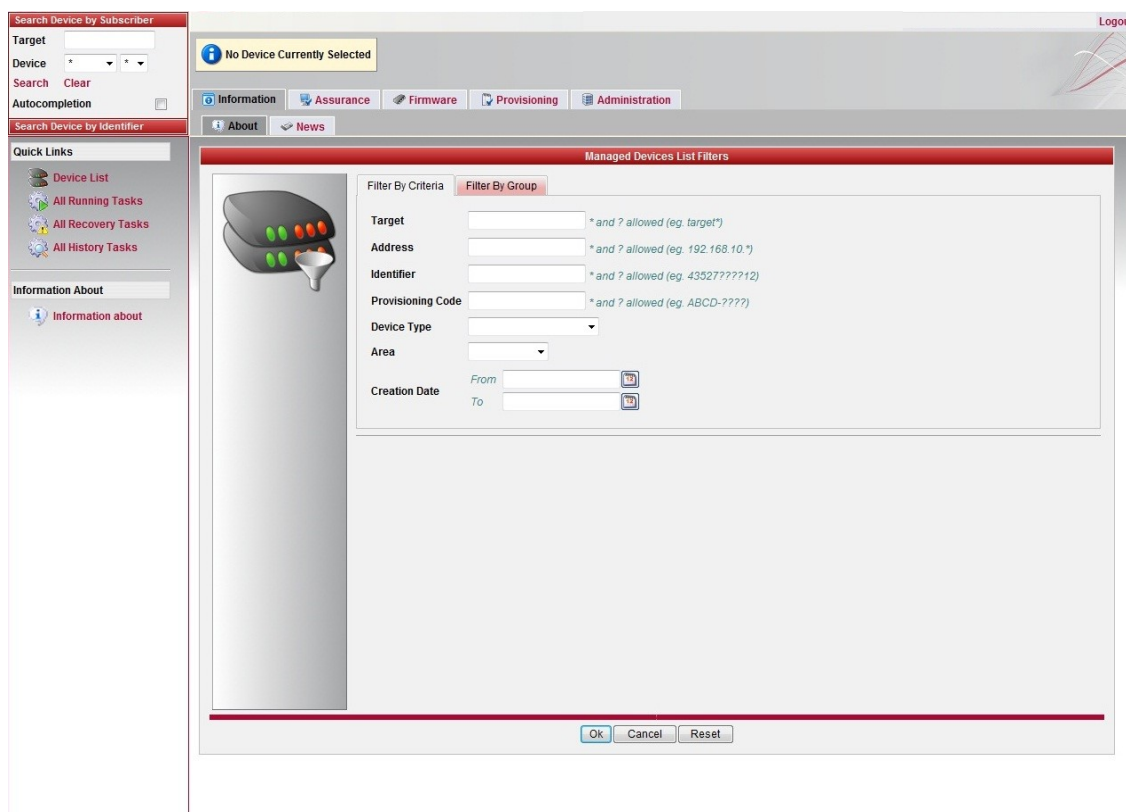 Search Device by Subscriber
Target
Device * *
Search Clear
Autocompletion
Search Device by Identifier
Quick Links
Device List
All Running Tasks
All Recovery Tasks
All History Tasks
Information About
Information about
No Device Currently Selected
Information Assurance Firmware Provisioning Administration
About News
Managed Devices List Filters
Filter By Criteria Filter By Group
Target * and ? allowed (eg. target*)
Address * and ? allowed (eg. 192.168.10.*)
Identifier * and ? allowed (eg. 43527????12)
Provisioning Code * and ? allowed (eg. ABCD-????)
Device Type
Area
Creation Date
From 12
To 12
Ok Cancel Reset